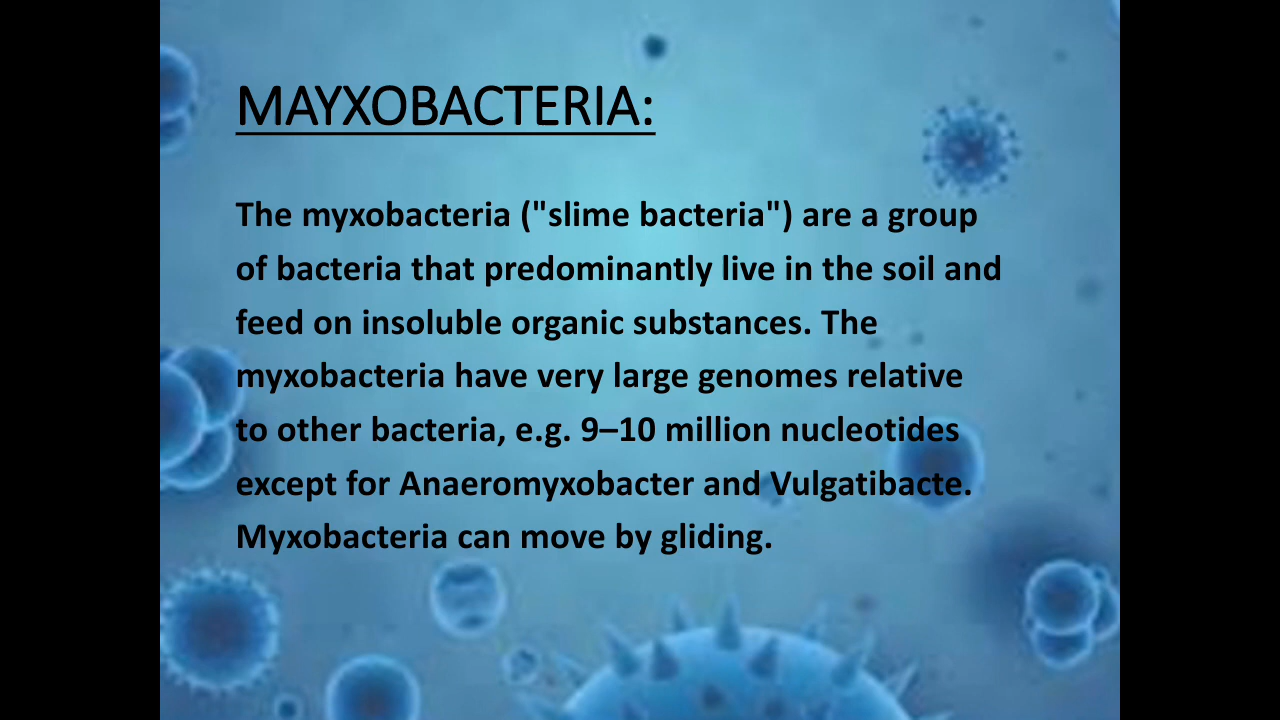 MAYXOBACTERIA:
The myxobacteria ("slime bacteria") are a group
of bacteria that predominantly live in the soil and
feed on insoluble organic substances. The
myxobacteria have very large genomes relative
to other bacteria, e.g. 9–10 million nucleotides
except for Anaeromyxobacter and Vulgatibacte.
Myxobacteria can move by gliding.